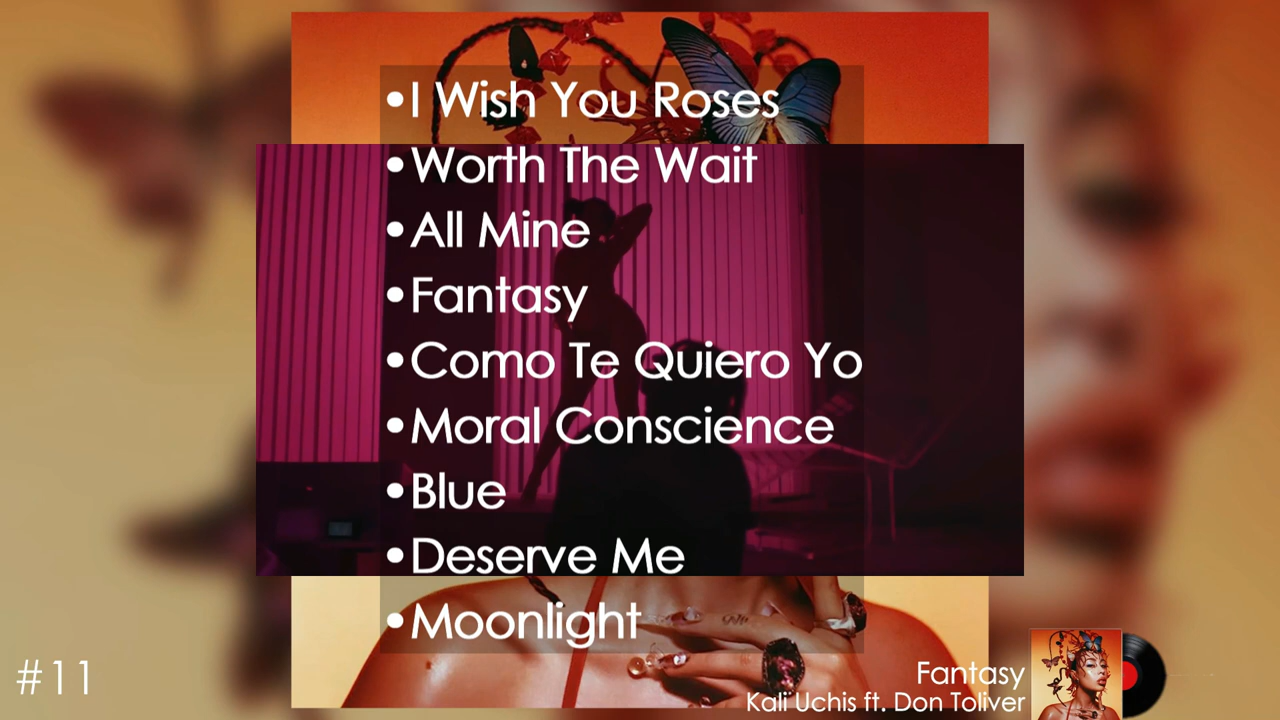 •I Wish You Roses
•Worth The Wait
•All Mine
•Fantasy
•Como Te Quiero Yo
•Moral Conscience
•Blue
•Deserve Me
•Moonlight
#11
Fantasy
Kali Uchis ft. Don Toliver